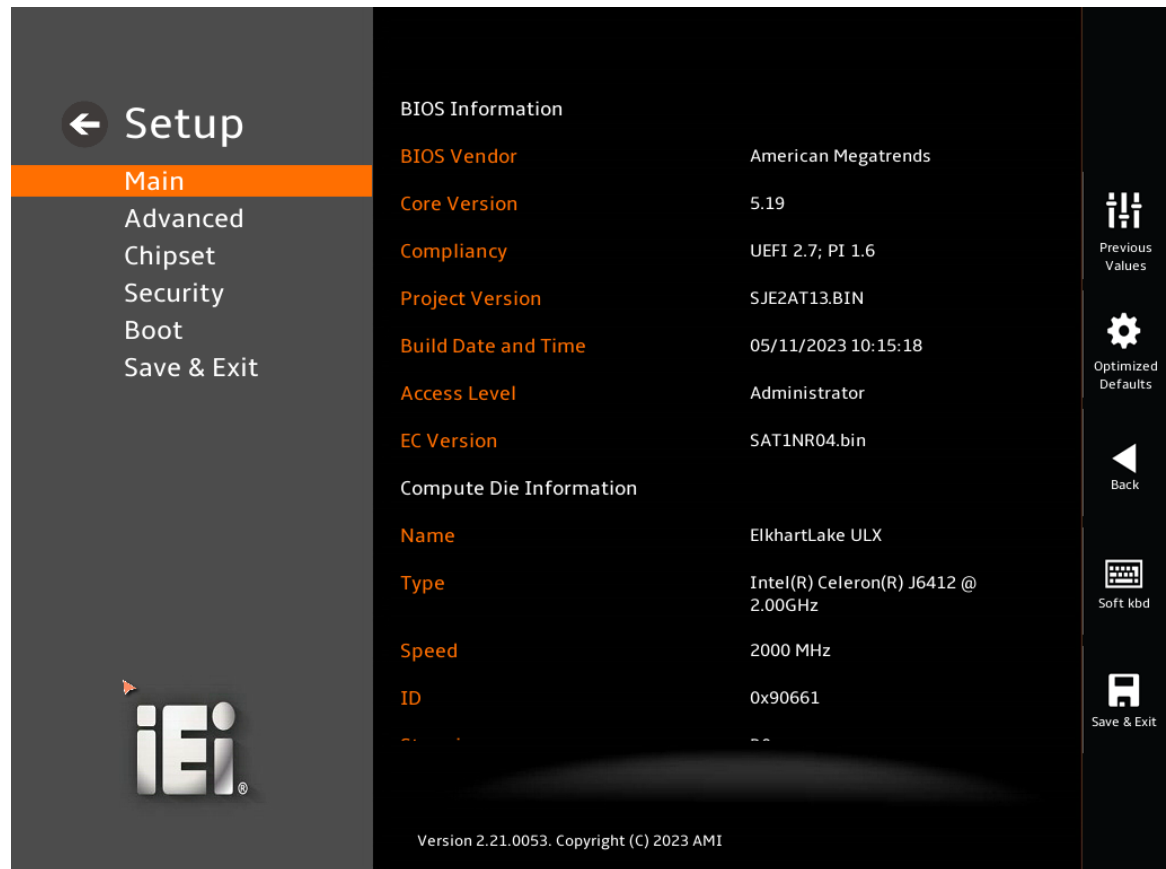 Setup
Main
Advanced
Chipset
Security
Boot
Save & Exit
iEi®
BIOS Information
BIOS Vendor American Megatrends
Core Version 5.19
Compliancy UEFI 2.7; PI 1.6
Project Version SJE2AT13.BIN
Build Date and Time 05/11/2023 10:15:18
Access Level Administrator
EC Version SAT1NR04.bin
Compute Die Information
Name ElkhartLake ULX
Type Intel(R) Celeron(R) J6412 @
2.00GHz
Speed 2000 MHz
ID 0x90661
Version 2.21.0053. Copyright (C) 2023 AMI
Previous
Values
Optimized
Defaults
Back
Soft kbd
Save & Exit